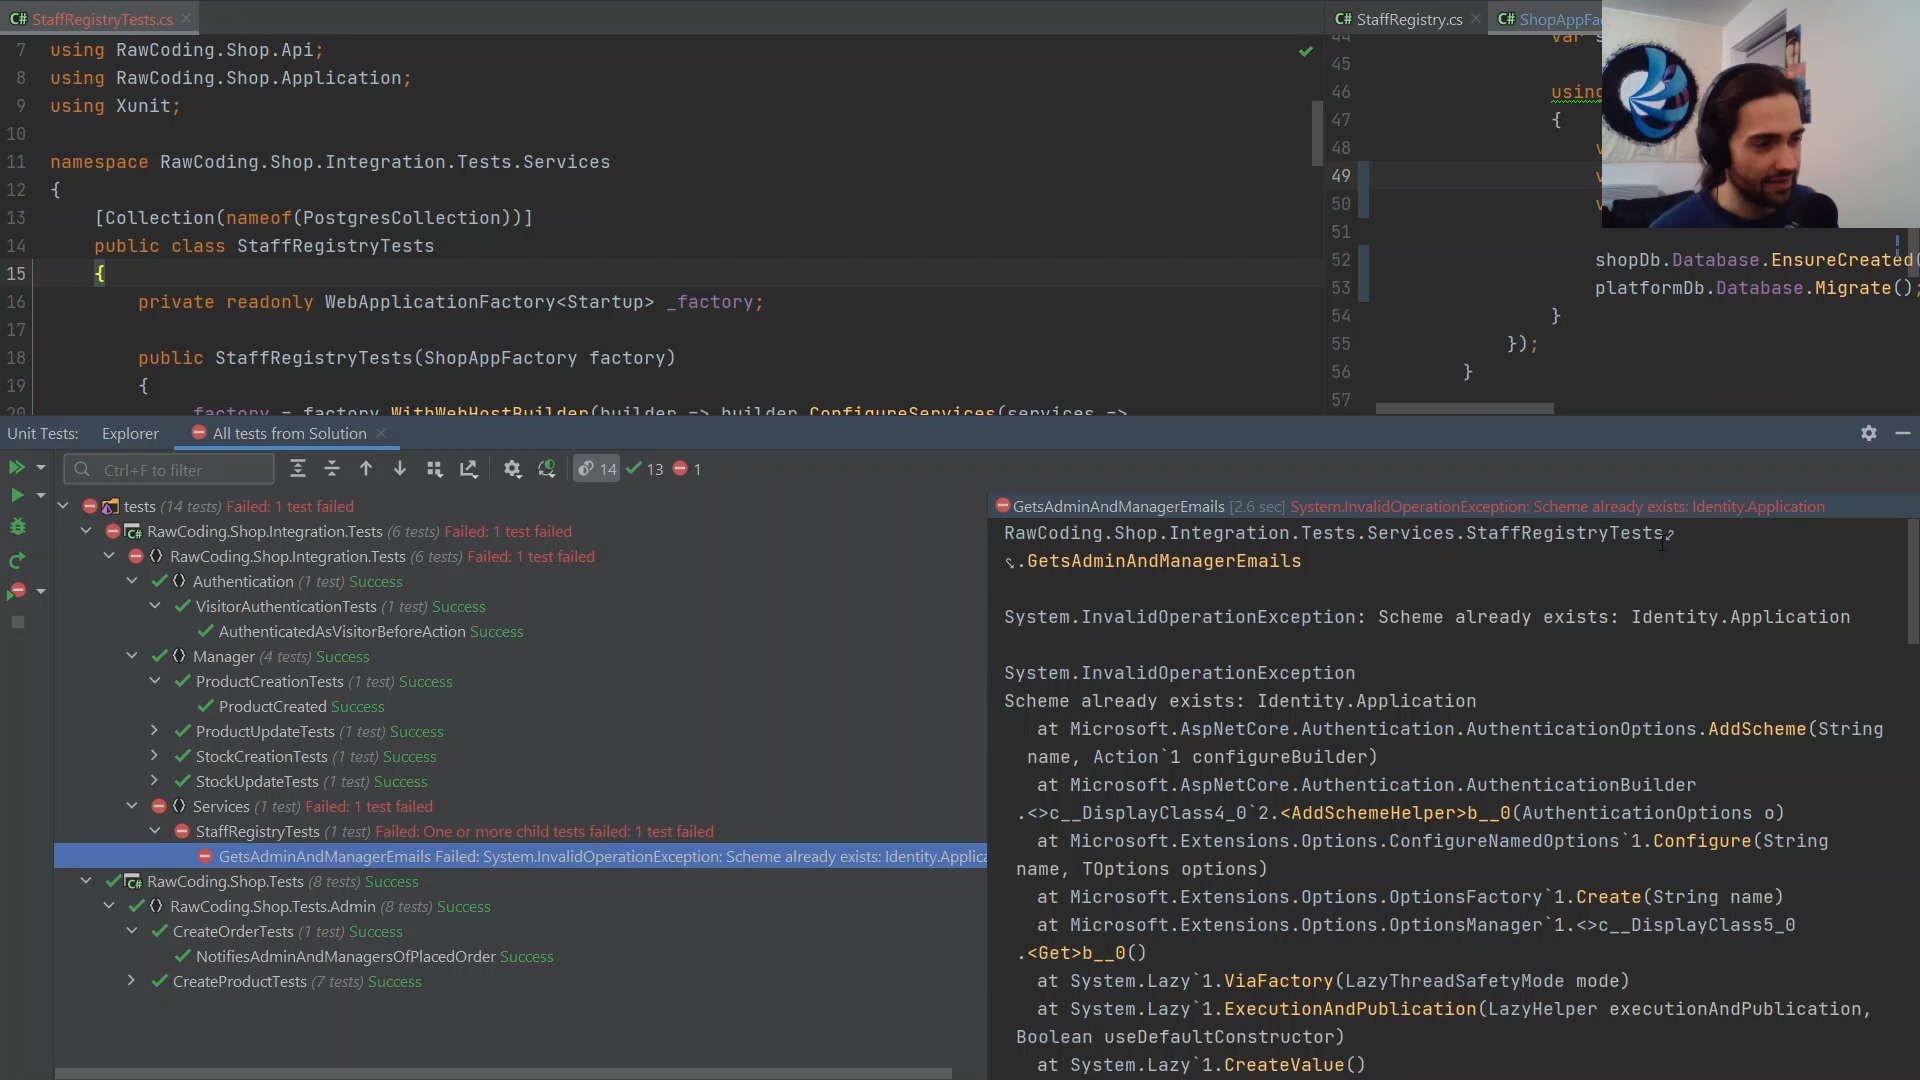 C# StaffRegistryTests.cs
7 using RawCoding.Shop.Api;
8 using RawCoding.Shop.Application;
9 using Xunit;
10
11 namespace RawCoding.Shop.Integration.Tests.Services
12 {
13 [Collection(nameof(PostgresCollection))]
14 public class StaffRegistryTests
15 {
16 private readonly WebApplicationFactory<Startup> _factory;
17
18 public StaffRegistryTests(ShopAppFactory factory)
19 {
20 _factory = factory.WithWebHostBuilder(builder => builder.ConfigureServices(services =>
C# StaffRegistry.cs C# ShopAppFac
44 var s
45
46 using
47 {
48 v
49 v
50 v
51
52 shopDb.Database.EnsureCreated(
53 platformDb.Database.Migrate();
54 }
55 });
56 }
57
Unit Tests: Explorer All tests from Solution
Ctrl+F to filter 14 13 1
tests (14 tests) Failed: 1 test failed
RawCoding.Shop.Integration.Tests (6 tests) Failed: 1 test failed
RawCoding.Shop.Integration.Tests (6 tests) Failed: 1 test failed
Authentication (1 test) Success
VisitorAuthenticationTests (1 test) Success
AuthenticatedAsVisitorBeforeAction Success
Manager (4 tests) Success
ProductCreationTests (1 test) Success
ProductCreated Success
ProductUpdateTests (1 test) Success
StockCreationTests (1 test) Success
StockUpdateTests (1 test) Success
Services (1 test) Failed: 1 test failed
StaffRegistryTests (1 test) Failed: One or more child tests failed: 1 test failed
GetsAdminAndManagerEmails Failed: System.InvalidOperationException: Scheme already exists: Identity.Applica
RawCoding.Shop.Tests (8 tests) Success
RawCoding.Shop.Tests.Admin (8 tests) Success
CreateOrderTests (1 test) Success
NotifiesAdminAndManagersOfPlacedOrder Success
CreateProductTests (7 tests) Success
GetsAdminAndManagerEmails [2.6 sec] System.InvalidOperationException: Scheme already exists: Identity.Application
RawCoding.Shop.Integration.Tests.Services.StaffRegistryTests
.GetsAdminAndManagerEmails
System.InvalidOperationException: Scheme already exists: Identity.Application
System.InvalidOperationException
Scheme already exists: Identity.Application
at Microsoft.AspNetCore.Authentication.AuthenticationOptions.AddScheme(String
name, Action`1 configureBuilder)
at Microsoft.AspNetCore.Authentication.AuthenticationBuilder
.<>c__DisplayClass4_0`2.<AddSchemeHelper>b__0(AuthenticationOptions o)
at Microsoft.Extensions.Options.ConfigureNamedOptions`1.Configure(String
name, TOptions options)
at Microsoft.Extensions.Options.OptionsFactory`1.Create(String name)
at Microsoft.Extensions.Options.OptionsManager`1.<>c__DisplayClass5_0
.<Get>b__0()
at System.Lazy`1.ViaFactory(LazyThreadSafetyMode mode)
at System.Lazy`1.ExecutionAndPublication(LazyHelper executionAndPublication,
Boolean useDefaultConstructor)
at System.Lazy`1.CreateValue()